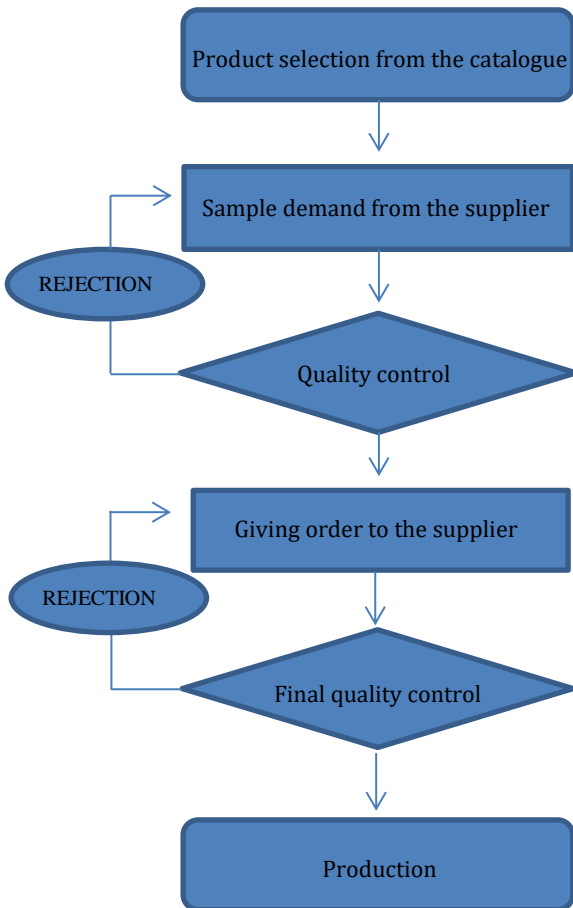 Product selection from the catalogue
Sample demand from the supplier
REJECTION
Quality control
Giving order to the supplier
REJECTION
Final quality control
Production